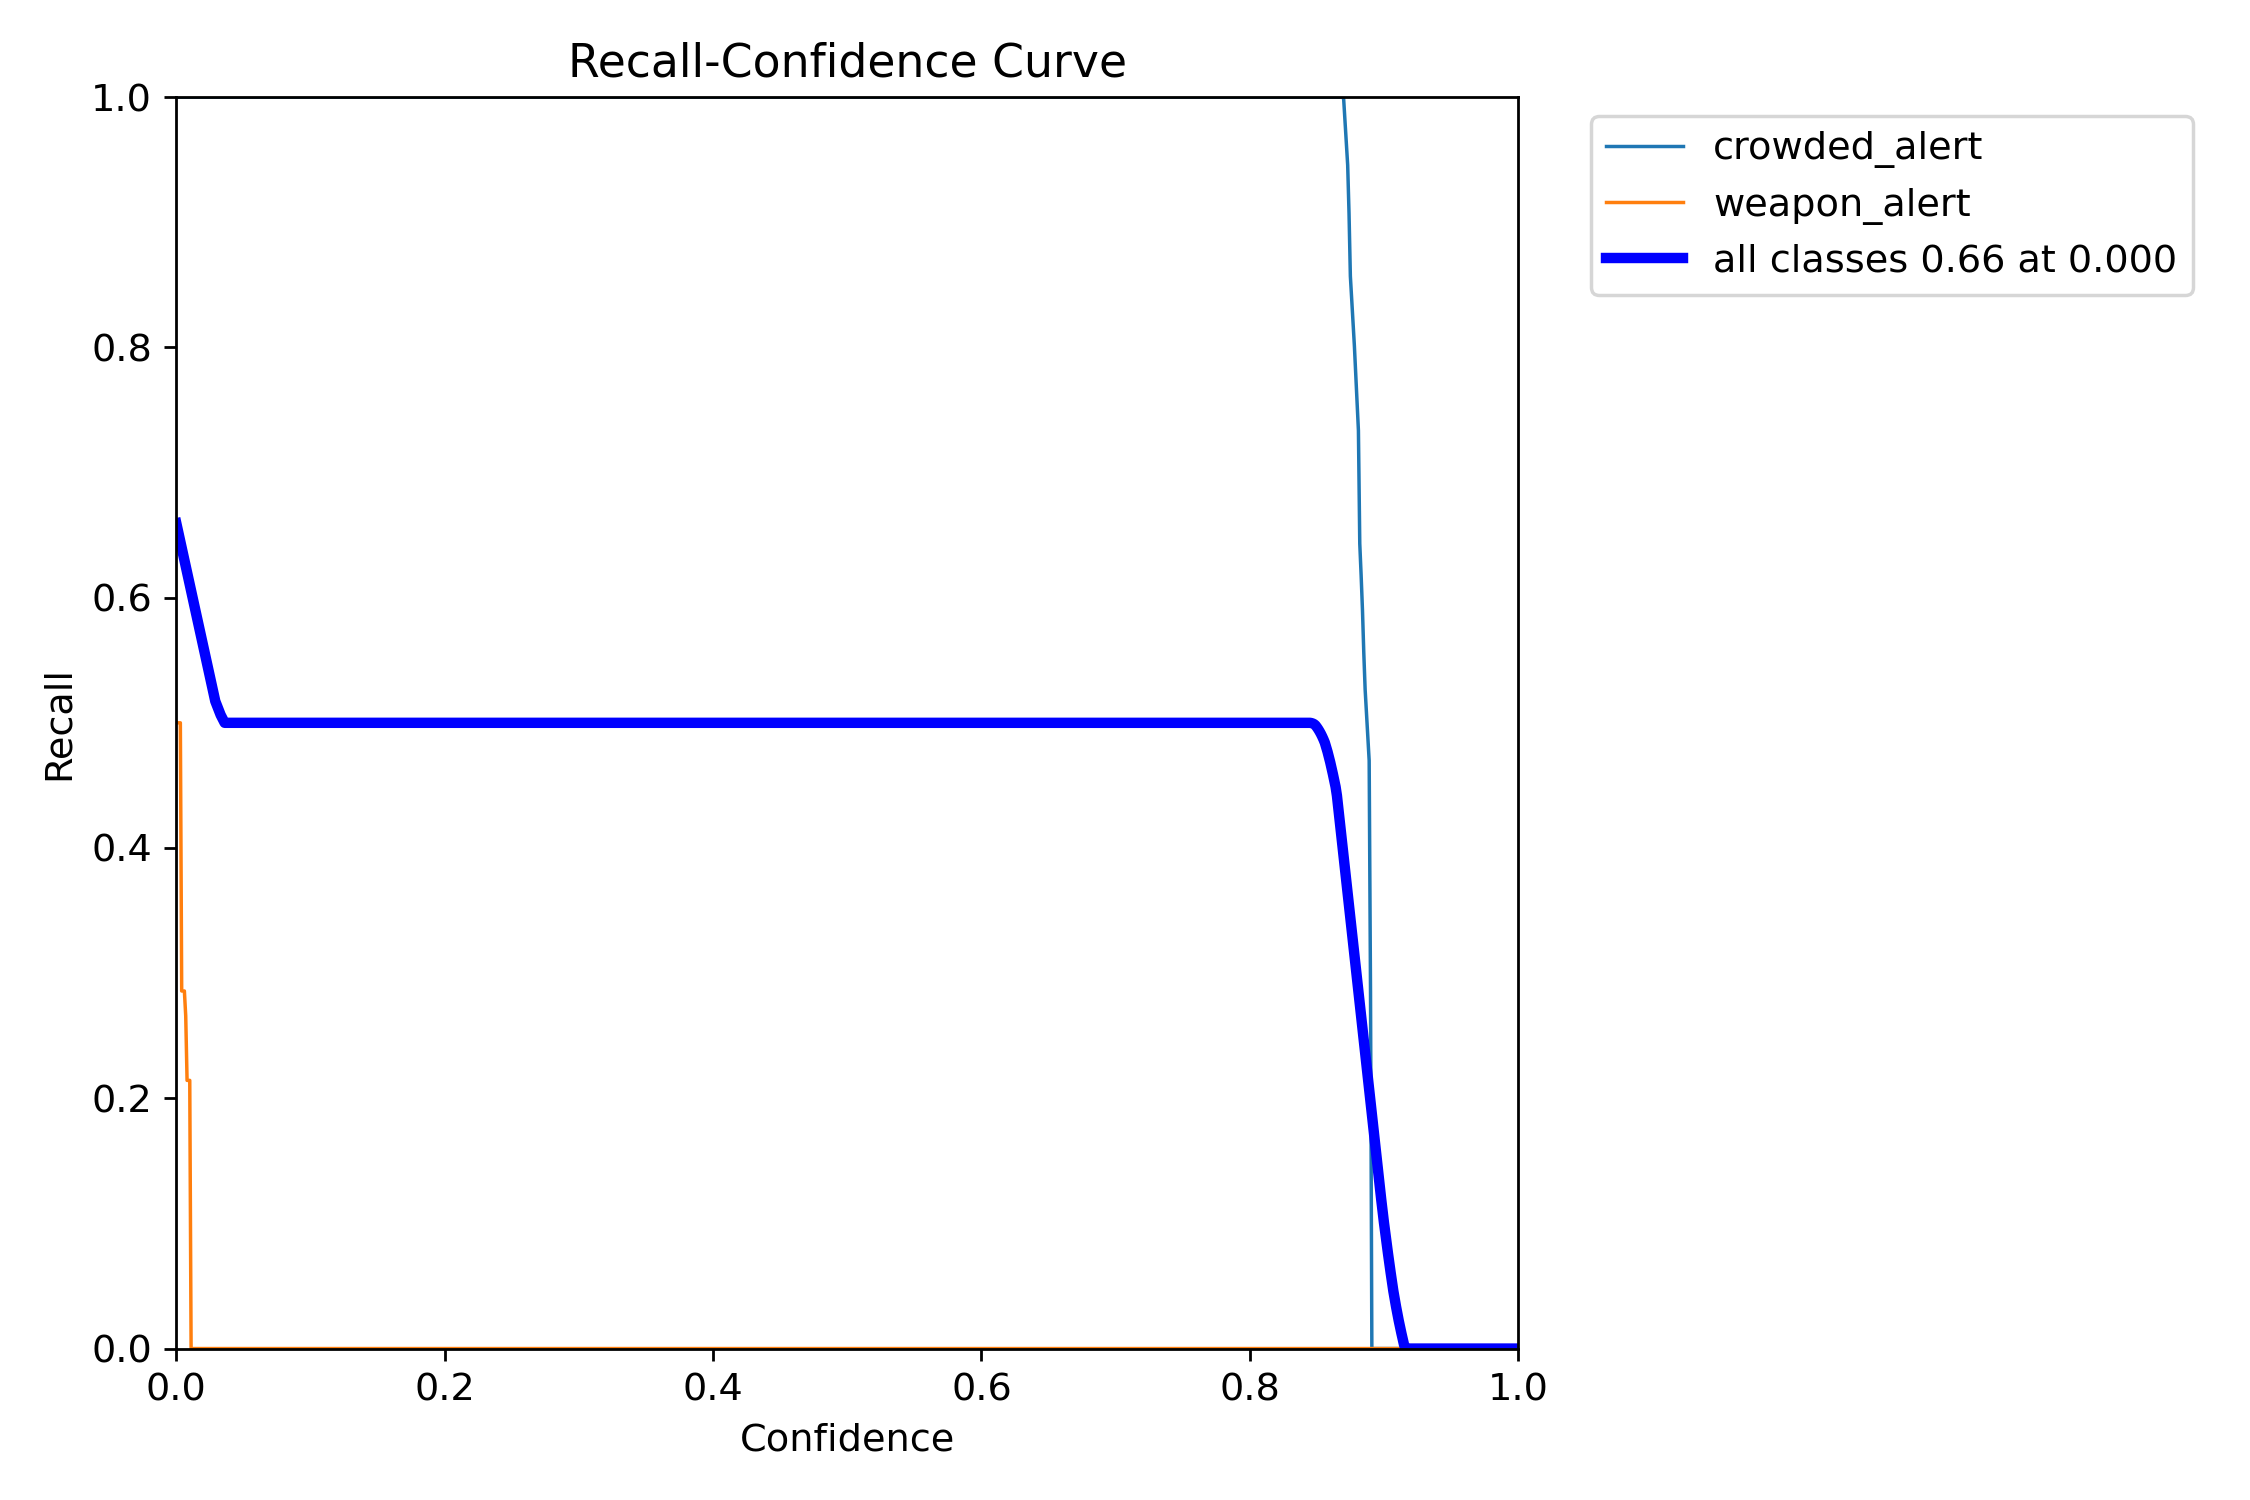 Recall-Confidence Curve
crowded_alert
weapon_alert
all classes 0.66 at 0.000
1.0
0.8
0.6
0.4
0.2
0.0
Recall
0.0 0.2 0.4 0.6 0.8 1.0
Confidence